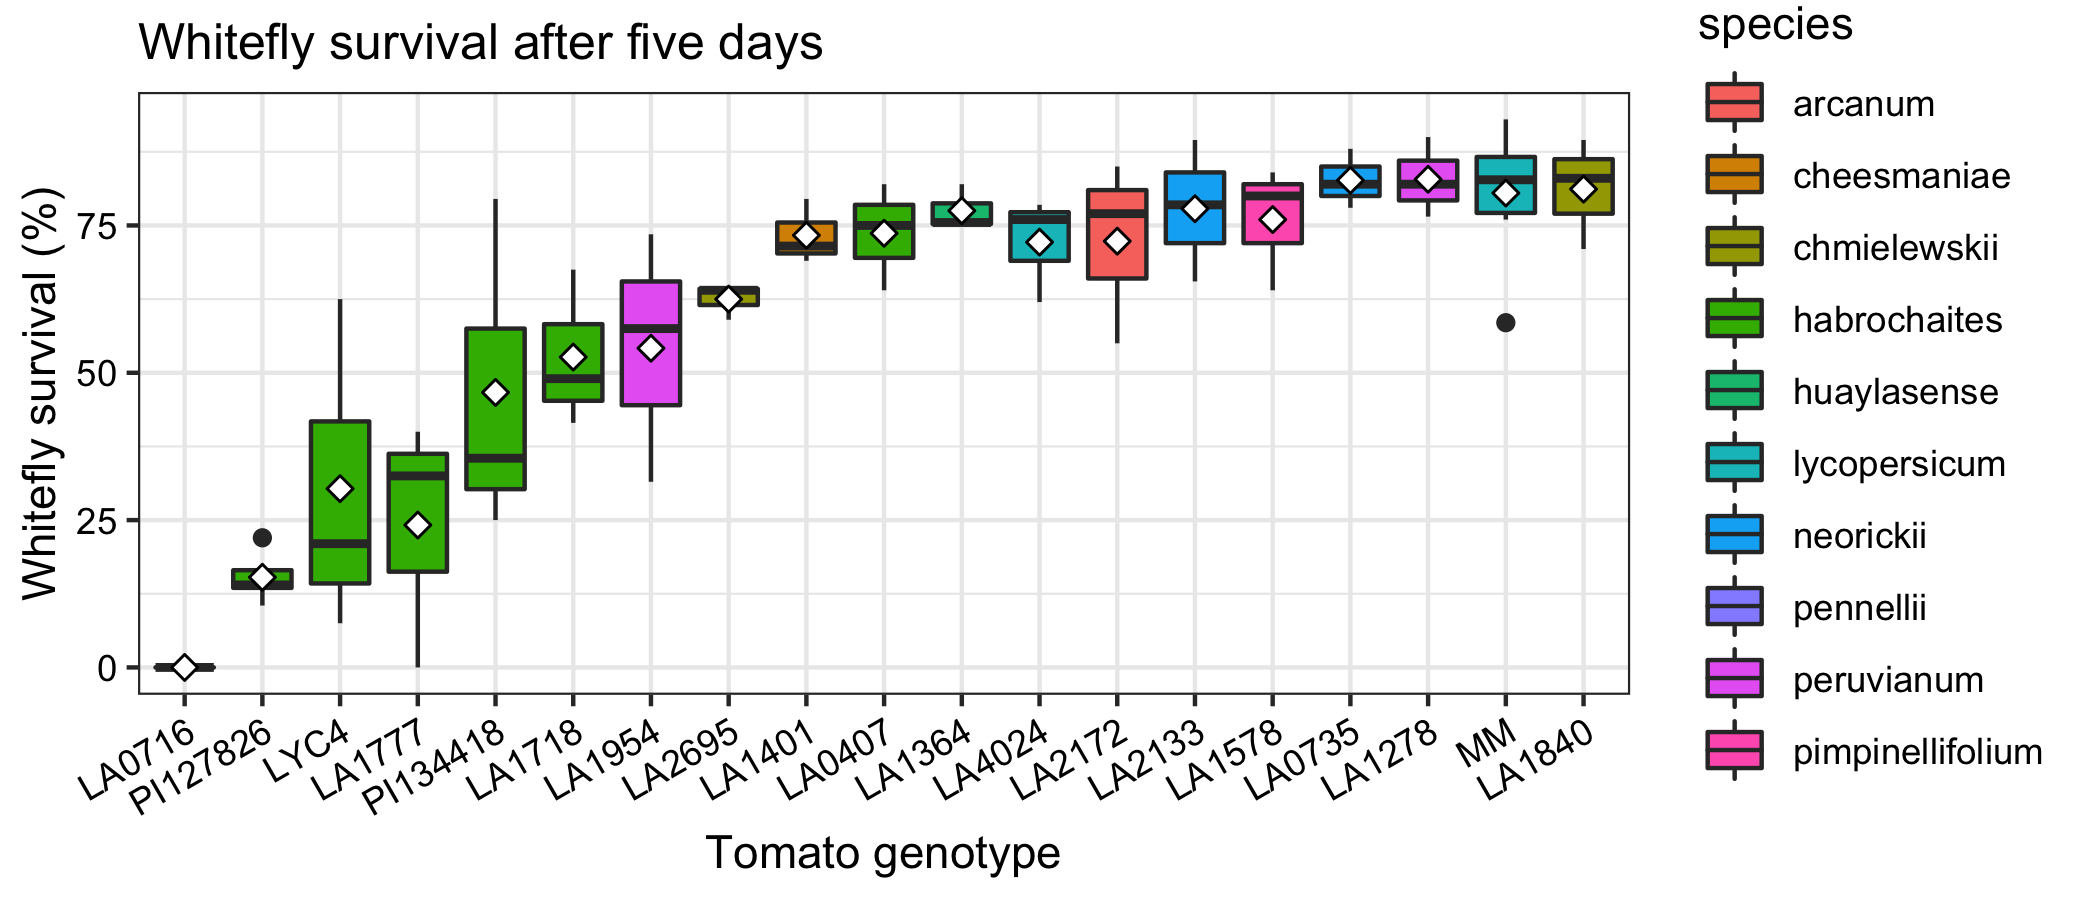 Whitefly survival after five days
Whitefly survival (%)
75
50
25
0
LA0716
PI127826
LYC4
LA1777
PI134418
LA1718
LA1954
LA2695
LA1401
LA0407
LA1364
LA4024
LA2172
LA2133
LA1578
LA0735
LA1278
MM
LA1840
Tomato genotype
species
arcanum
cheesmaniae
chmielewskii
habrochaites
huaylasense
lycopersicum
neorickii
pennellii
peruvianum
pimpinellifolium